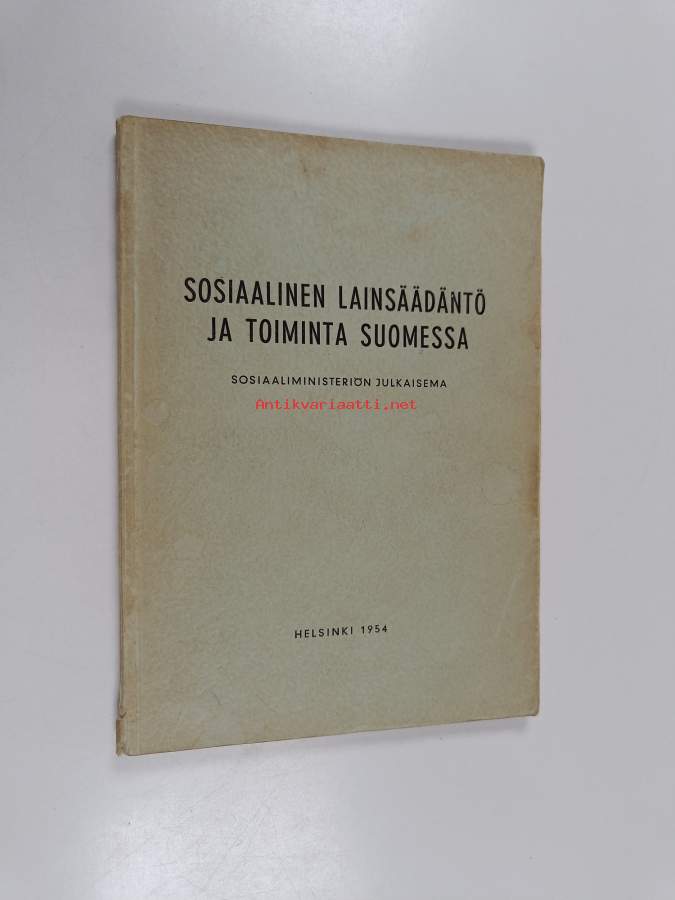 SOSIAALINEN LAINSÄÄDÄNTÖ
JA TOIMINTA SUOMESSA
SOSIAALIMINISTERIÖN JULKAISEMA
Antikvariaatti.net
HELSINKI 1954